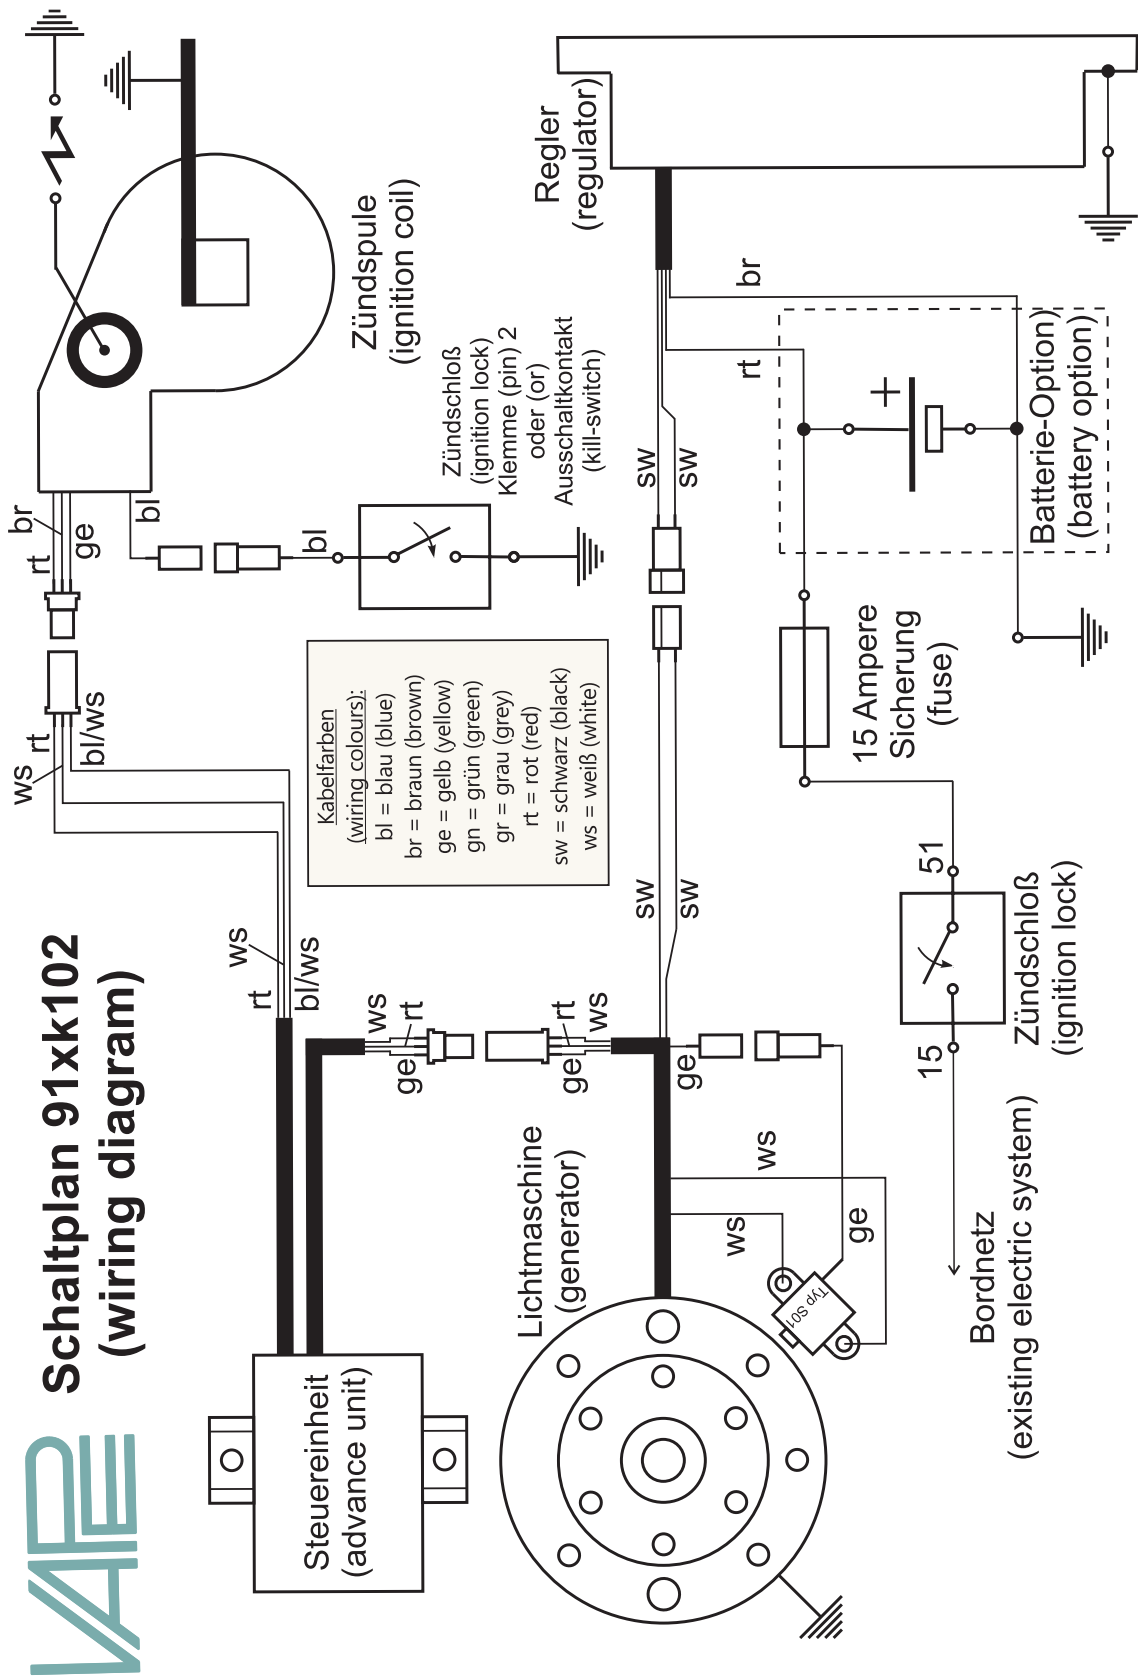 VAPE
Schaltplan 91xk102
(wiring diagram)
Steuereinheit
(advance unit)
rt
ws
bl/ws
ws
rt
bl/ws
rt
br
ge
bl
Zündspule
(ignition coil)
bl
Zündschloß
(ignition lock)
Klemme (pin) 2
oder (or)
Ausschaltkontakt
(kill-switch)
Kabelfarben
(wiring colours):
bl = blau (blue)
br = braun (brown)
ge = gelb (yellow)
gn = grün (green)
gr = grau (grey)
rt = rot (red)
sw = schwarz (black)
ws = weiß (white)
ws
rt
ge
rt
ws
ge
ge
Lichtmaschine
(generator)
ws
ws
ge
Typ S01
sw
sw
sw
sw
Regler
(regulator)
br
rt
+
Batterie-Option)
(battery option)
15 Ampere
Sicherung
(fuse)
51
15
Zündschloß
(ignition lock)
Bordnetz
(existing electric system)